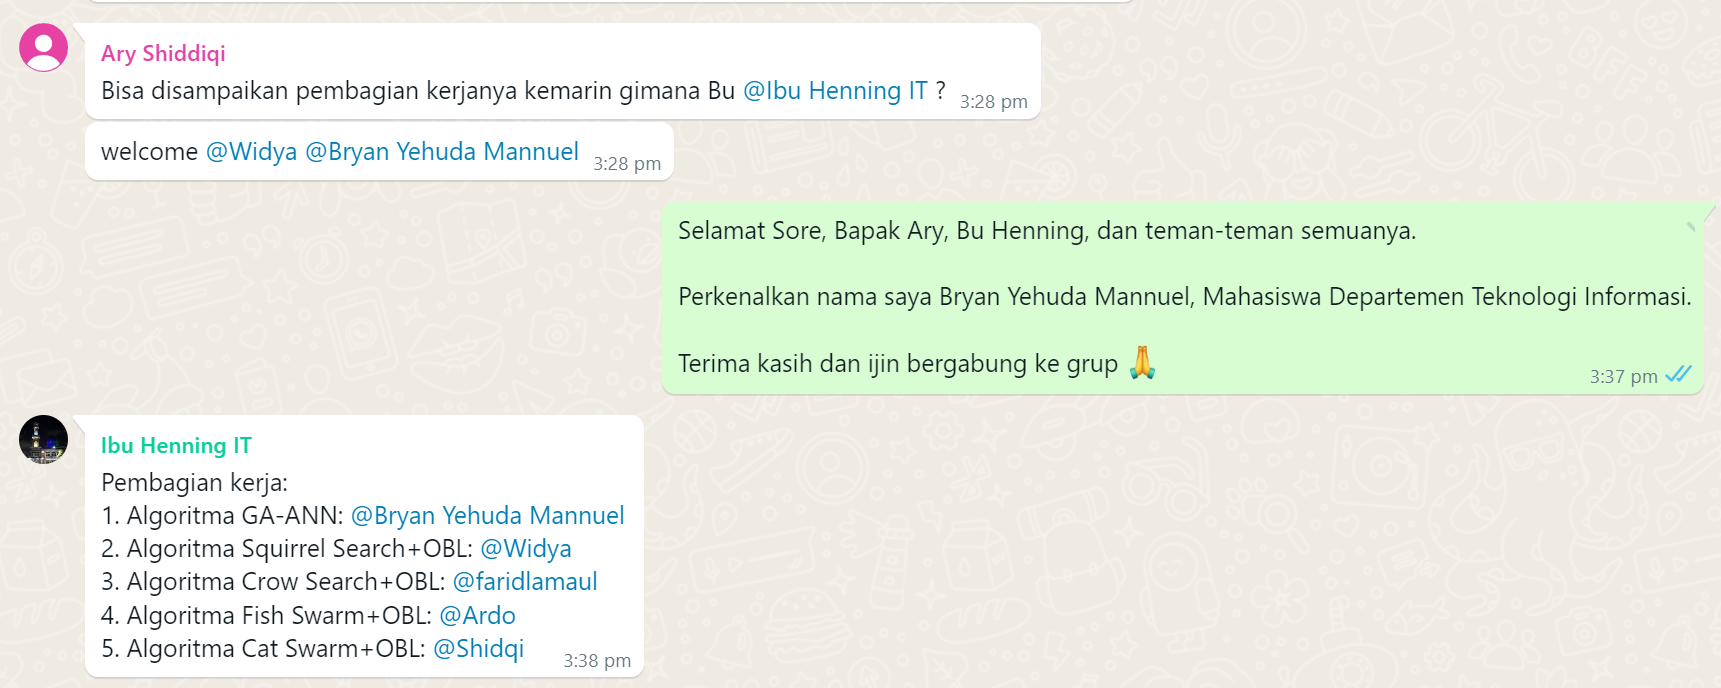 Ary Shiddiqi
Bisa disampaikan pembagian kerjanya kemarin gimana Bu @Ibu Henning IT ?
3:28 pm
welcome @Widya @Bryan Yehuda Mannuel
3:28 pm
Selamat Sore, Bapak Ary, Bu Henning, dan teman-teman semuanya.
Perkenalkan nama saya Bryan Yehuda Mannuel, Mahasiswa Departemen Teknologi Informasi.
Terima kasih dan ijin bergabung ke grup 🙏
3:37 pm
Ibu Henning IT
Pembagian kerja:
1. Algoritma GA-ANN: @Bryan Yehuda Mannuel
2. Algoritma Squirrel Search+OBL: @Widya
3. Algoritma Crow Search+OBL: @faridlamaul
4. Algoritma Fish Swarm+OBL: @Ardo
5. Algoritma Cat Swarm+OBL: @Shidqi
3:38 pm